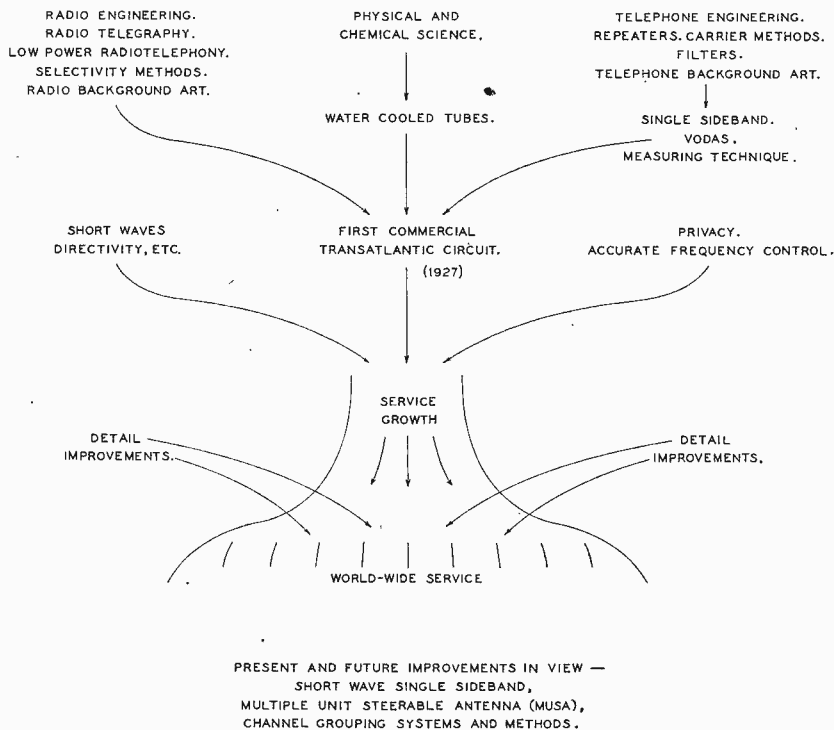 RADIO ENGINEERING.
RADIO TELEGRAPHY.
LOW POWER RADIOTELEPHONY.
SELECTIVITY METHODS.
RADIO BACKGROUND ART.
PHYSICAL AND
CHEMICAL SCIENCE.
TELEPHONE ENGINEERING.
REPEATERS. CARRIER METHODS.
FILTERS.
TELEPHONE BACKGROUND ART.
WATER COOLED TUBES.
SINGLE SIDEBAND.
VODAS.
MEASURING TECHNIQUE.
SHORT WAVES
DIRECTIVITY, ETC.
FIRST COMMERCIAL
TRANSATLANTIC CIRCUIT.
(1927)
PRIVACY.
ACCURATE FREQUENCY CONTROL.
SERVICE
GROWTH
DETAIL
IMPROVEMENTS.
DETAIL
IMPROVEMENTS.
WORLD-WIDE SERVICE
PRESENT AND FUTURE IMPROVEMENTS IN VIEW —
SHORT WAVE SINGLE SIDEBAND,
MULTIPLE UNIT STEERABLE ANTENNA (MUSA),
CHANNEL GROUPING SYSTEMS AND METHODS.